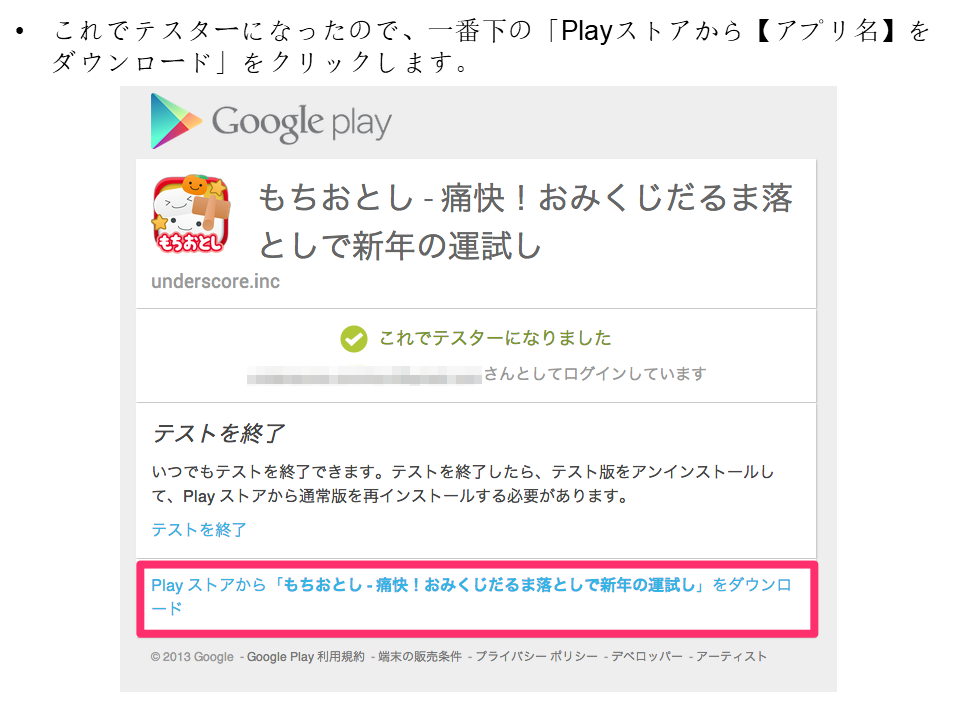 • これでテスターになったので、一番下の「Playストアから【アプリ名】を
ダウンロード」をクリックします。
Google play
もちおとし
もちおとし - 痛快！おみくじだるま落
としで新年の運試し
underscore.inc
これでテスターになりました
さんとしてログインしています
テストを終了
いつでもテストを終了できます。テストを終了したら、テスト版をアンインストールし
て、Play ストアから通常版を再インストールする必要があります。
テストを終了
Play ストアから「もちおとし - 痛快！おみくじだるま落としで新年の運試し」をダウンロ
ード
© 2013 Google - Google Play 利用規約 - 端末の販売条件 - プライバシー ポリシー - デベロッパー - アーティスト